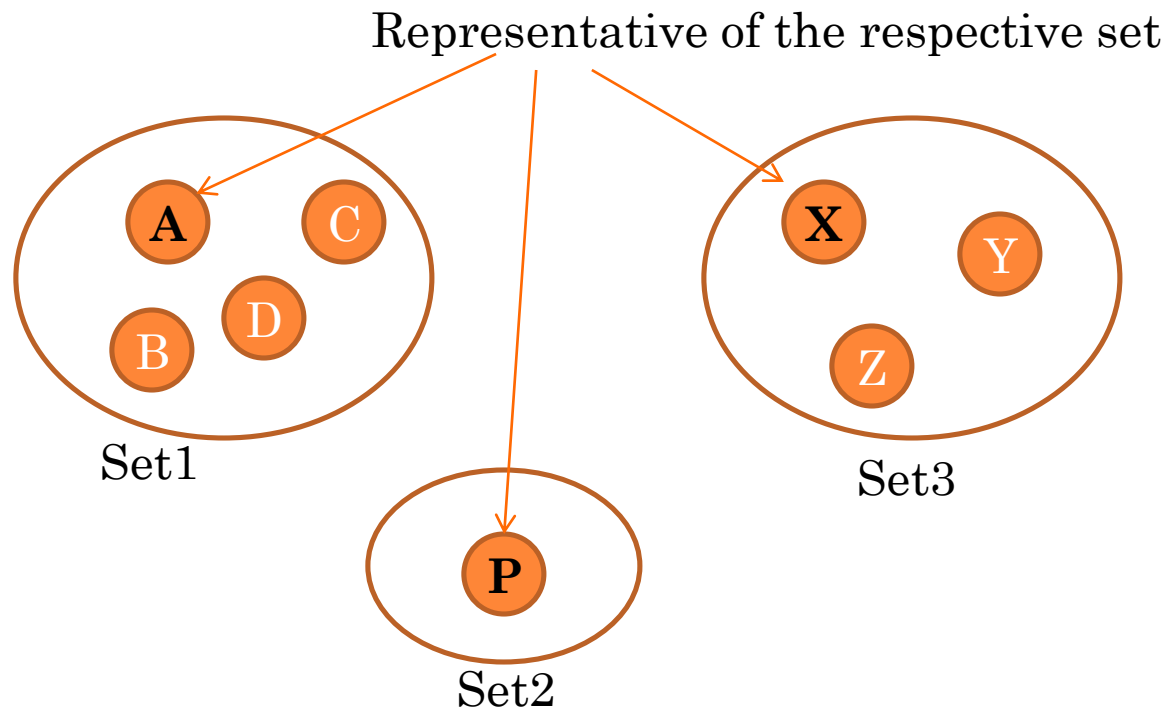 Representative of the respective set
A
C
B
D
Set1
X
Y
Z
Set3
P
Set2